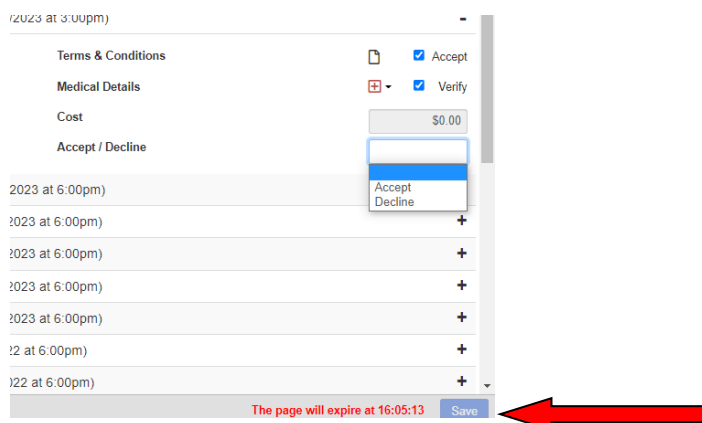 /2023 at 3:00pm) -
Terms & Conditions Accept
Medical Details Verify
Cost $0.00
Accept / Decline
2023 at 6:00pm)
Accept
Decline
2023 at 6:00pm) +
2023 at 6:00pm) +
2023 at 6:00pm) +
2023 at 6:00pm) +
22 at 6:00pm) +
022 at 6:00pm) +
The page will expire at 16:05:13 Save